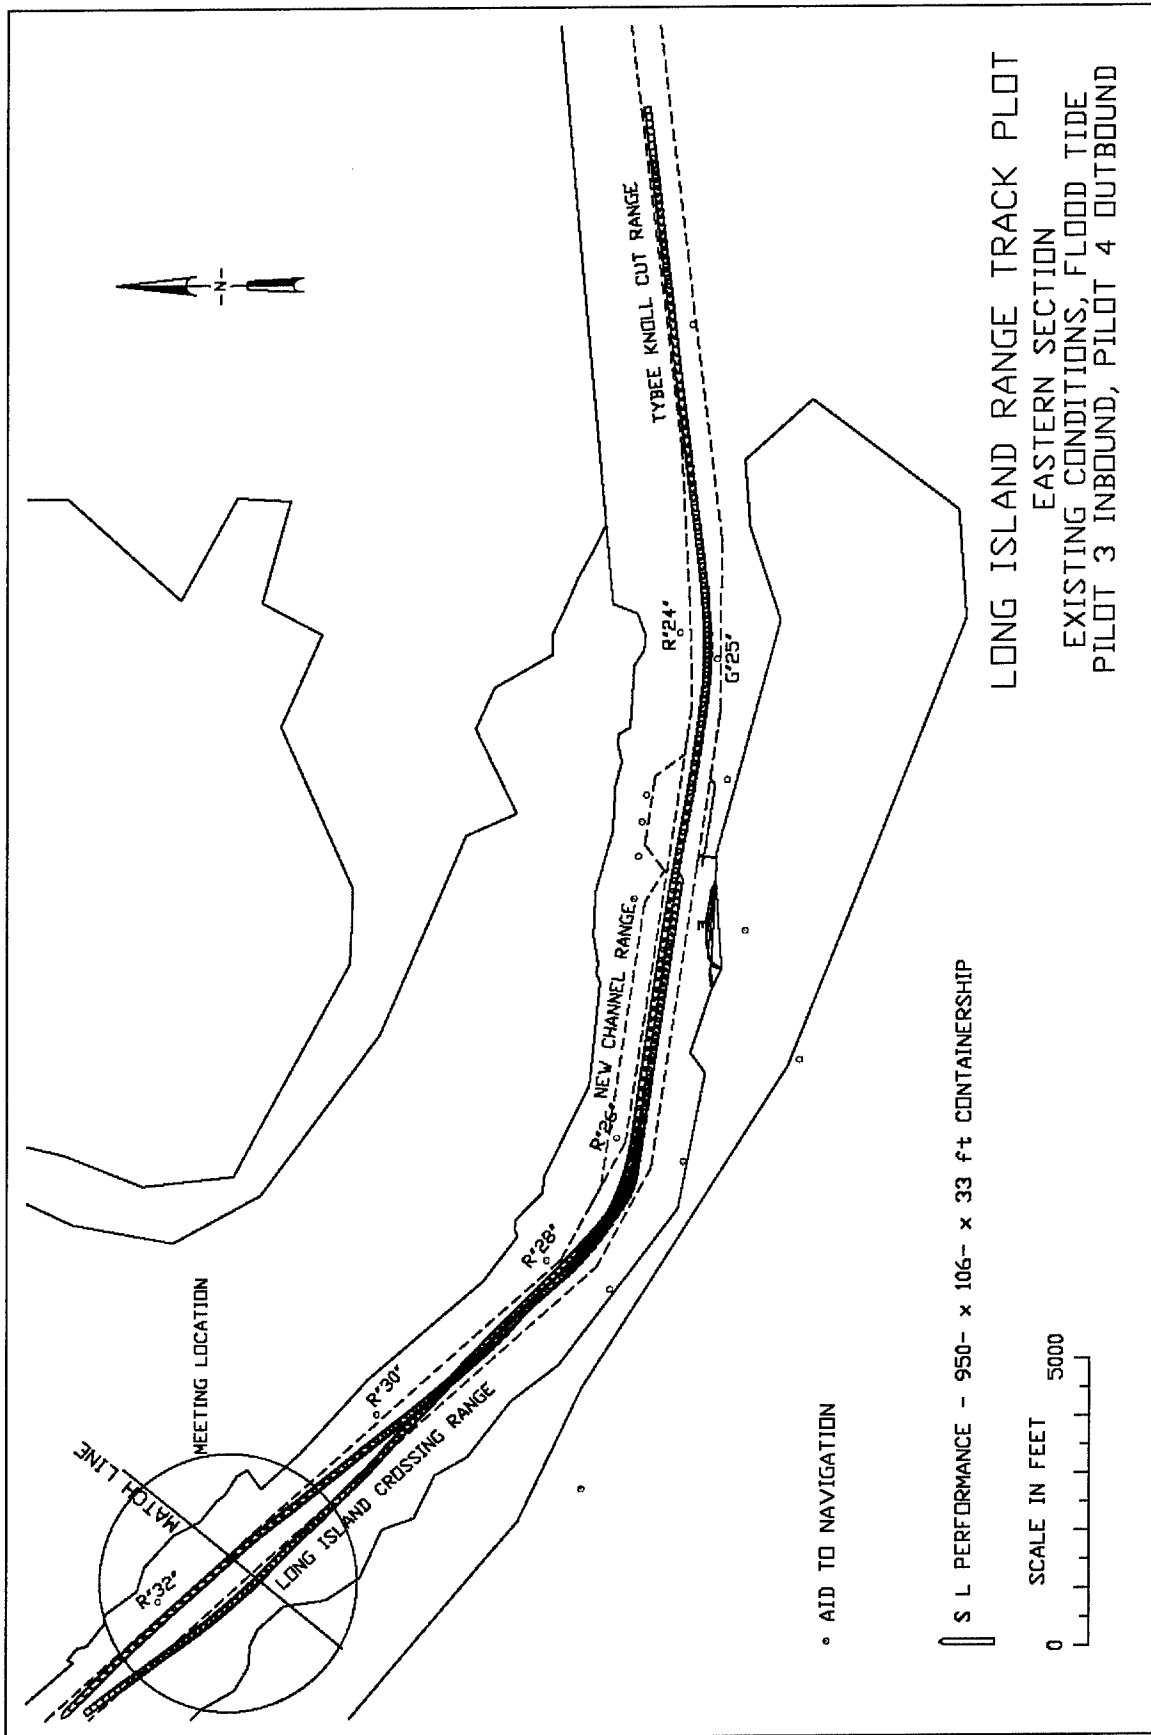 MATCH LINE
MEETING LOCATION
R"32"
R"30"
LONG ISLAND CROSSING RANGE
R"28"
R"26"
NEW CHANNEL RANGE
R"24"
G"25"
TYBEE KNOLL CUT RANGE
-N-
AID TO NAVIGATION
S L PERFORMANCE - 950- x 106- x 33 ft CONTAINERSHIP
SCALE IN FEET
0 5000
LONG ISLAND RANGE TRACK PLOT
EASTERN SECTION
EXISTING CONDITIONS, FLOOD TIDE
PILOT 3 INBOUND, PILOT 4 OUTBOUND